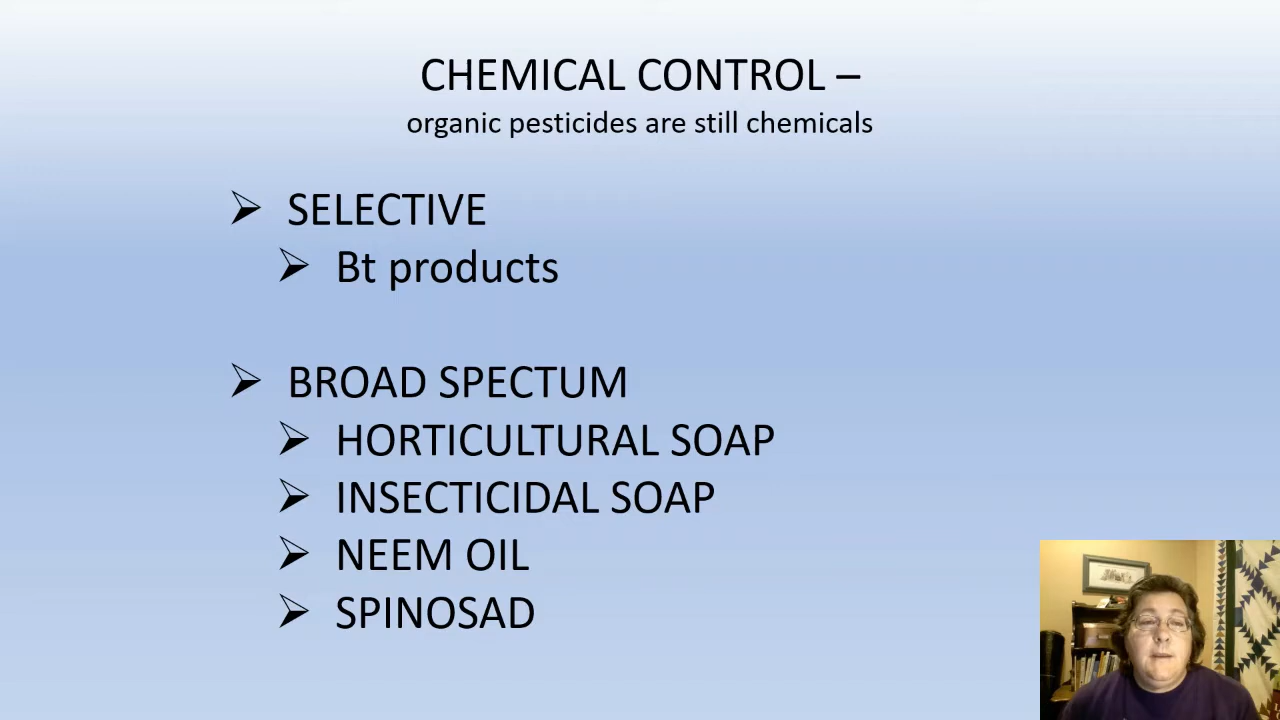 CHEMICAL CONTROL –
organic pesticides are still chemicals
SELECTIVE
Bt products
BROAD SPECTUM
HORTICULTURAL SOAP
INSECTICIDAL SOAP
NEEM OIL
SPINOSAD